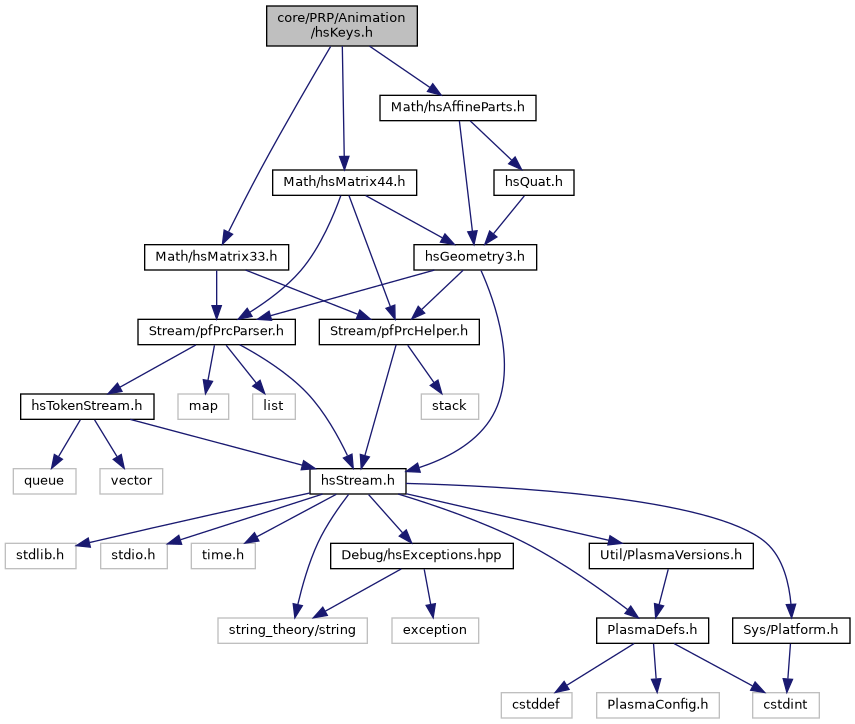 core/PRP/Animation
/hsKeys.h
Math/hsAffineParts.h
Math/hsMatrix44.h
hsQuat.h
Math/hsMatrix33.h
hsGeometry3.h
Stream/pfPrcParser.h
Stream/pfPrcHelper.h
hsTokenStream.h
map
list
stack
queue
vector
hsStream.h
stdlib.h
stdio.h
time.h
Debug/hsExceptions.hpp
Util/PlasmaVersions.h
string_theory/string
exception
PlasmaDefs.h
Sys/Platform.h
cstddef
PlasmaConfig.h
cstdint